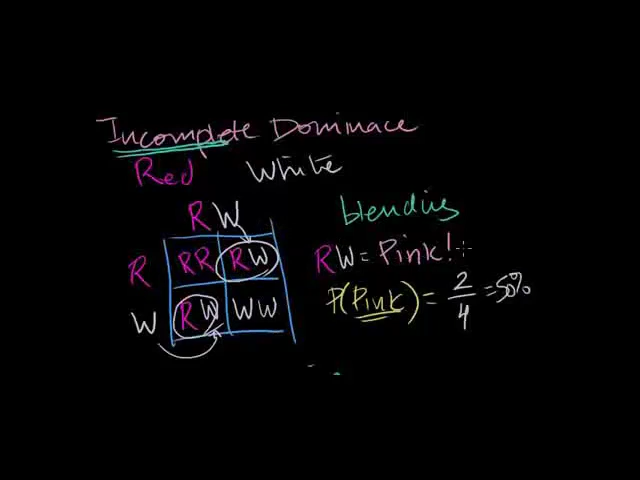 Incomplete Dominace
Red White
R W
blending
R RR RW
RW = Pink!
W RW WW
P(Pink) = 2/4 = 50%